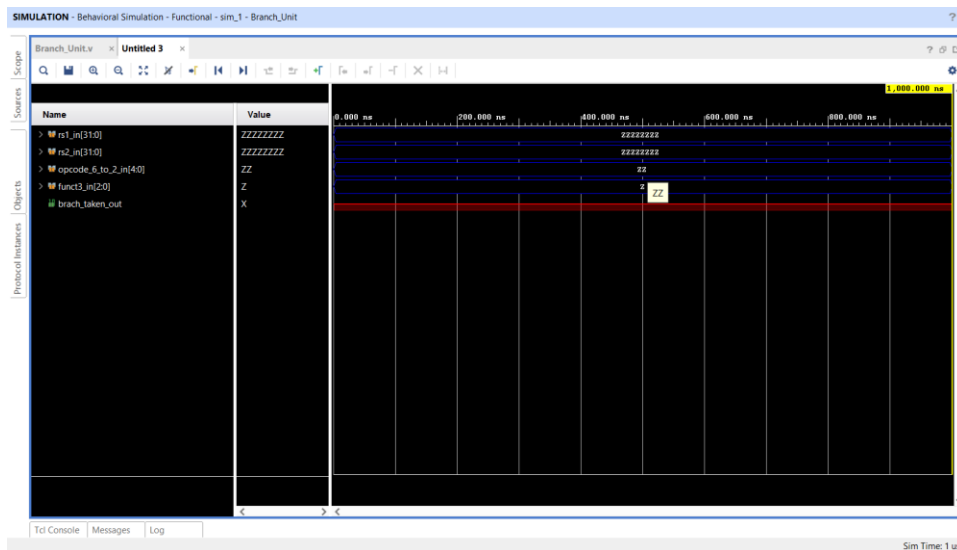 SIMULATION - Behavioral Simulation - Functional - sim_1 - Branch_Unit ?
Branch_Unit.v × Untitled 3 × ?
Scope
Sources
Objects
Protocol Instances
1,000.000 ns
Name Value 0.000 ns 200.000 ns 400.000 ns 600.000 ns 800.000 ns
> rs1_in[31:0] ZZZZZZZZ ZZZZZZZZ
> rs2_in[31:0] ZZZZZZZZ ZZZZZZZZ
> opcode_6_to_2_in[4:0] ZZ ZZ
> funct3_in[2:0] Z Z
ZZ
brach_taken_out X
Tcl Console Messages Log
Sim Time: 1 u